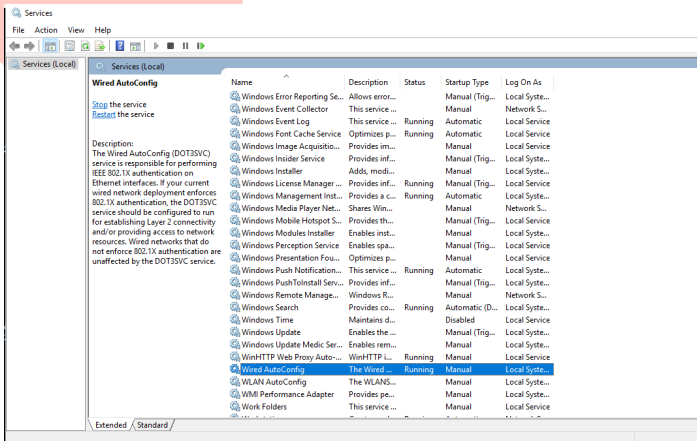 Services
File Action View Help
Services (Local)
Services (Local)
Wired AutoConfig
Stop the service
Restart the service
Description:
The Wired AutoConfig (DOT3SVC)
service is responsible for performing
IEEE 802.1X authentication on
Ethernet interfaces. If your current
wired network deployment enforces
802.1X authentication, the DOT3SVC
service should be configured to run
for establishing Layer 2 connectivity
and/or providing access to network
resources. Wired networks that do
not enforce 802.1X authentication are
unaffected by the DOT3SVC service.
Name Description Status Startup Type Log On As
Windows Error Reporting Se... Allows error... Manual (Trig... Local Syste...
Windows Event Collector This service ... Manual Network S...
Windows Event Log This service ... Running Automatic Local Service
Windows Font Cache Service Optimizes p... Running Automatic Local Service
Windows Image Acquisitio... Provides im... Manual Local Service
Windows Insider Service Provides inf... Manual (Trig... Local Syste...
Windows Installer Adds, modi... Manual Local Syste...
Windows License Manager ... Provides inf... Running Manual (Trig... Local Service
Windows Management Inst... Provides a c... Running Automatic Local Syste...
Windows Media Player Net... Shares Win... Manual Network S...
Windows Mobile Hotspot S... Provides th... Manual (Trig... Local Service
Windows Modules Installer Enables inst... Manual Local Syste...
Windows Perception Service Enables spa... Manual (Trig... Local Service
Windows Presentation Fou... Optimizes p... Manual Local Service
Windows Push Notification... This service ... Running Automatic Local Syste...
Windows PushToInstall Serv... Provides inf... Manual (Trig... Local Syste...
Windows Remote Manage... Windows R... Manual Network S...
Windows Search Provides co... Running Automatic (D... Local Syste...
Windows Time Maintains d... Disabled Local Service
Windows Update Enables the ... Manual (Trig... Local Syste...
Windows Update Medic Ser... Enables rem... Manual Local Syste...
WinHTTP Web Proxy Auto-... WinHTTP i... Running Manual Local Service
Wired AutoConfig The Wired ... Running Manual Local Syste...
WLAN AutoConfig The WLANS... Manual Local Syste...
WMI Performance Adapter Provides pe... Manual Local Syste...
Work Folders This service ... Manual Local Service
Extended Standard